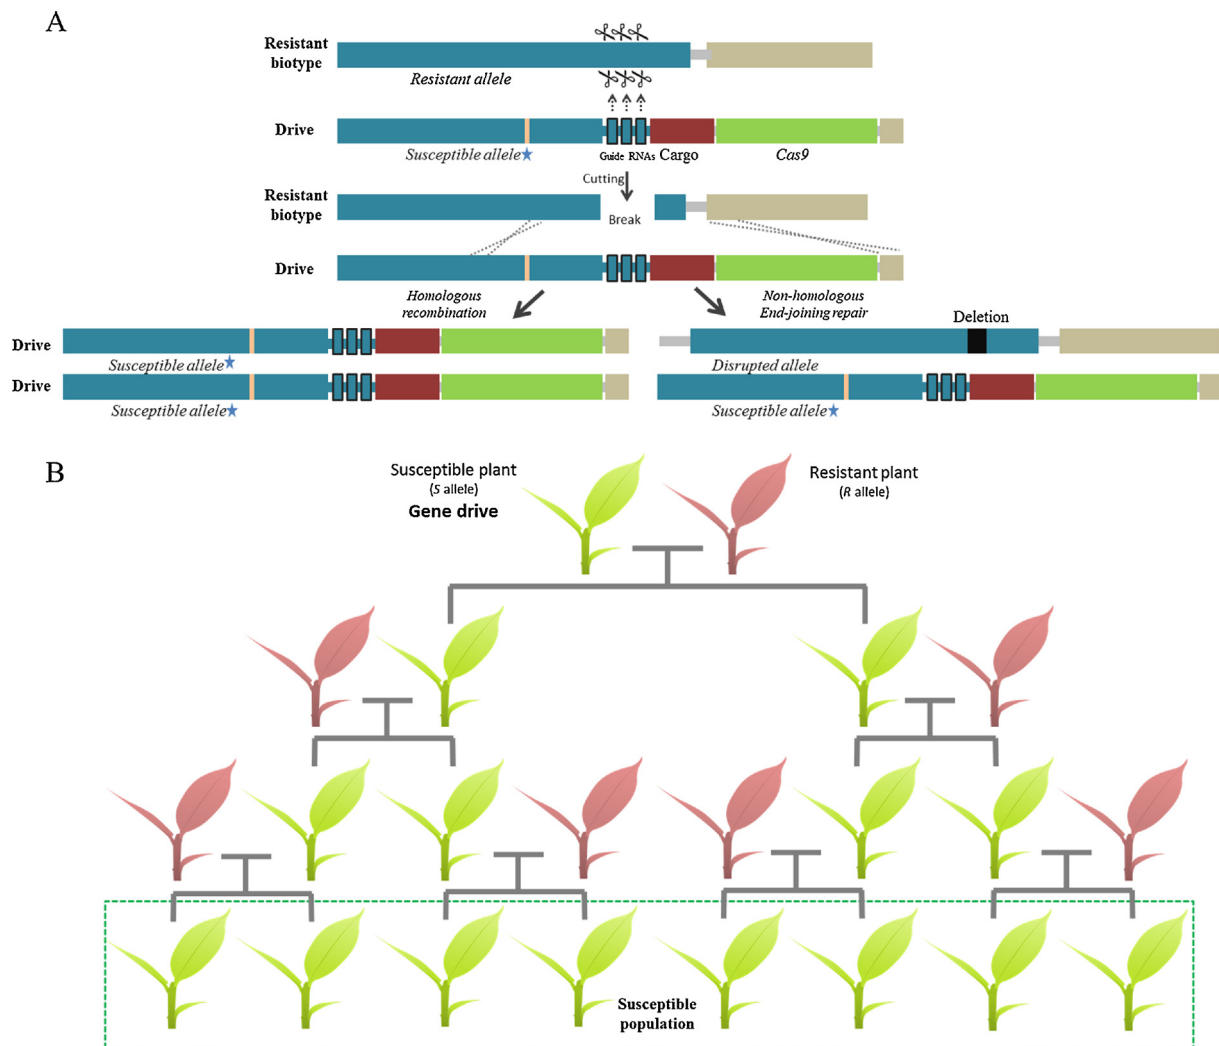 A
Resistant
biotype
Resistant allele
Drive
Susceptible allele
Guide RNAs
Cargo
Cas9
Cutting
Resistant
biotype
Break
Drive
Homologous
recombination
Non-homologous
End-joining repair
Deletion
Drive
Susceptible allele
Disrupted allele
Drive
Susceptible allele
Susceptible allele
B
Susceptible plant
(S allele)
Gene drive
Resistant plant
(R allele)
Susceptible
population